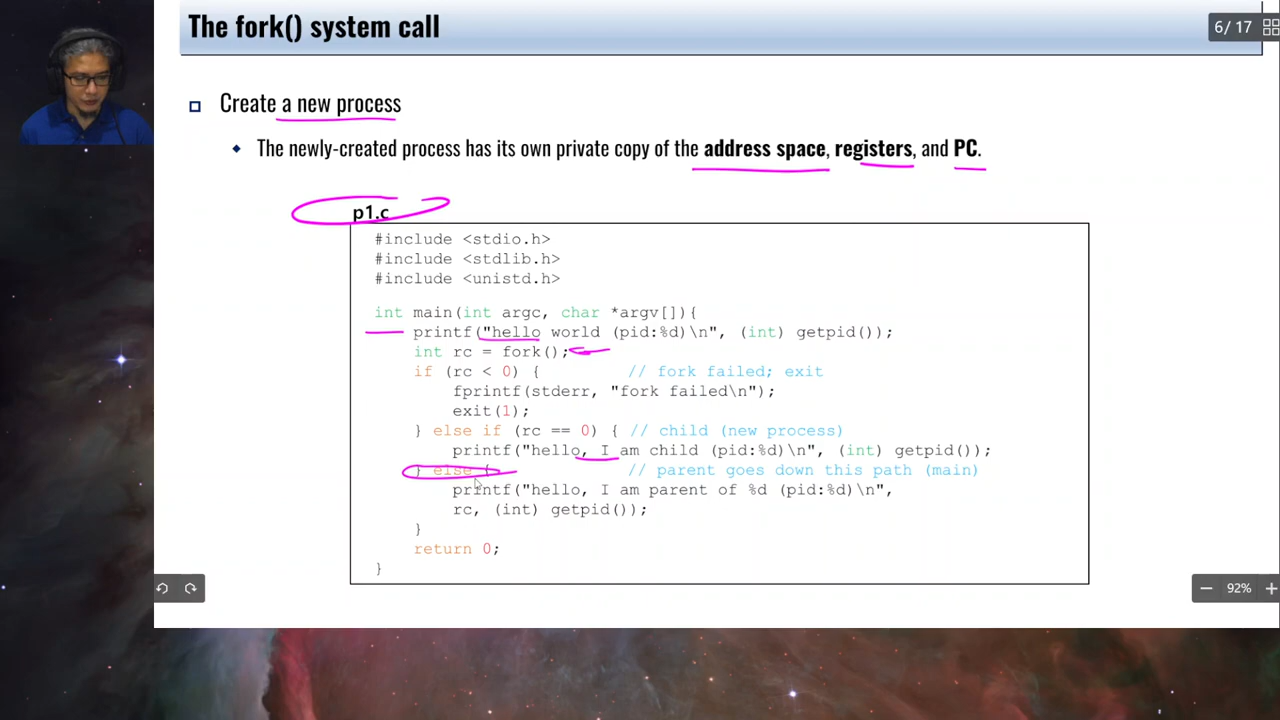 The fork() system call
6/ 17
Create a new process
The newly-created process has its own private copy of the address space, registers, and PC.
p1.c
#include <stdio.h>
#include <stdlib.h>
#include <unistd.h>
int main(int argc, char *argv[]){
printf("hello world (pid:%d)\n", (int) getpid());
int rc = fork();
if (rc < 0) { // fork failed; exit
fprintf(stderr, "fork failed\n");
exit(1);
} else if (rc == 0) { // child (new process)
printf("hello, I am child (pid:%d)\n", (int) getpid());
} else { // parent goes down this path (main)
printf("hello, I am parent of %d (pid:%d)\n",
rc, (int) getpid());
}
return 0;
}
92%